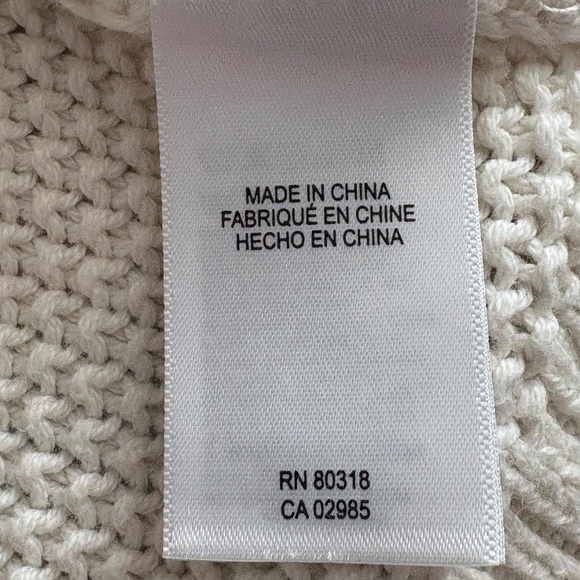 MADE IN CHINA
FABRIQUÉ EN CHINE
HECHO EN CHINA
RN 80318
CA 02985